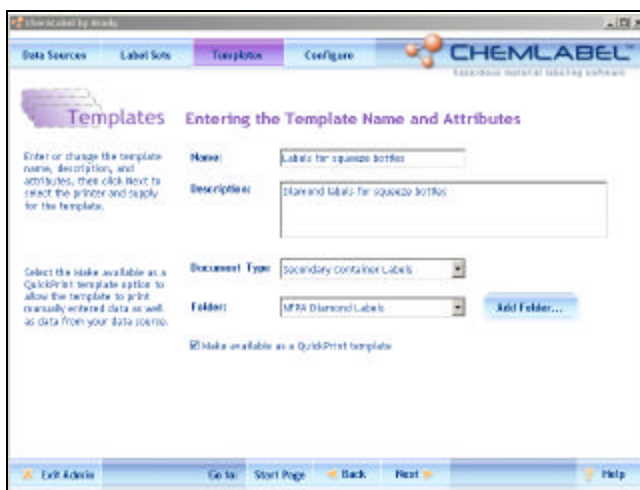 ChemLabel by Brady
Data Sources
Label Sets
Templates
Configure
CHEMLABEL™
hazardous material labeling software
Templates
Entering the Template Name and Attributes
Enter or change the template
name, description, and
attributes, then click Next to
select the printer and supply
for the template.
Name:
Labels for squeeze bottles
Description:
Diamond labels for squeeze bottles
Select the Make available as a
QuickPrint template option to
allow the template to print
manually entered data as well
as data from your data source.
Document Type
Secondary Container Labels
Folder:
NFPA Diamond Labels
Add Folder...
Make available as a QuickPrint template
Exit Admin
Go to:
Start Page
Back
Next
Help